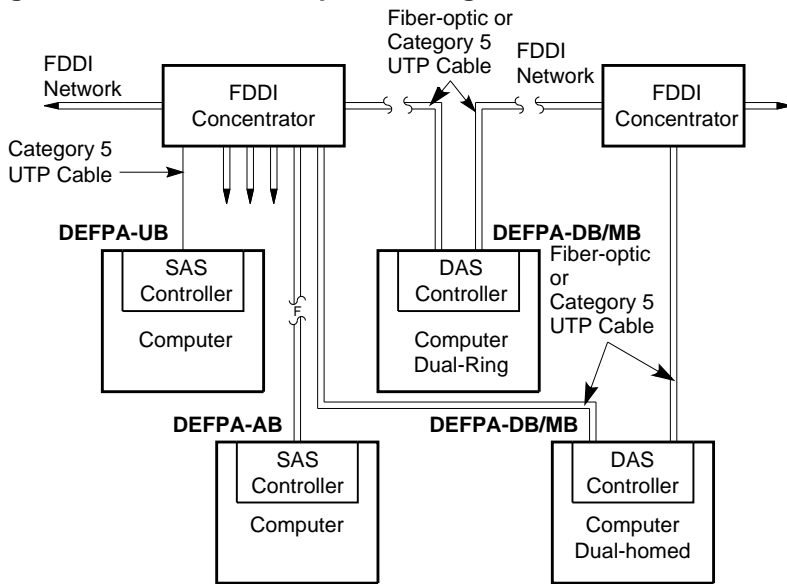 Fiber-optic or
Category 5
UTP Cable
FDDI
Network
FDDI
Concentrator
FDDI
Network
FDDI
Concentrator
Category 5
UTP Cable
DEFPA-UB
SAS
Controller
Computer
F
DEFPA-DB/MB
DAS
Controller
Computer
Dual-Ring
Fiber-optic
or
Category 5
UTP Cable
DEFPA-AB
SAS
Controller
Computer
DEFPA-DB/MB
DAS
Controller
Computer
Dual-homed